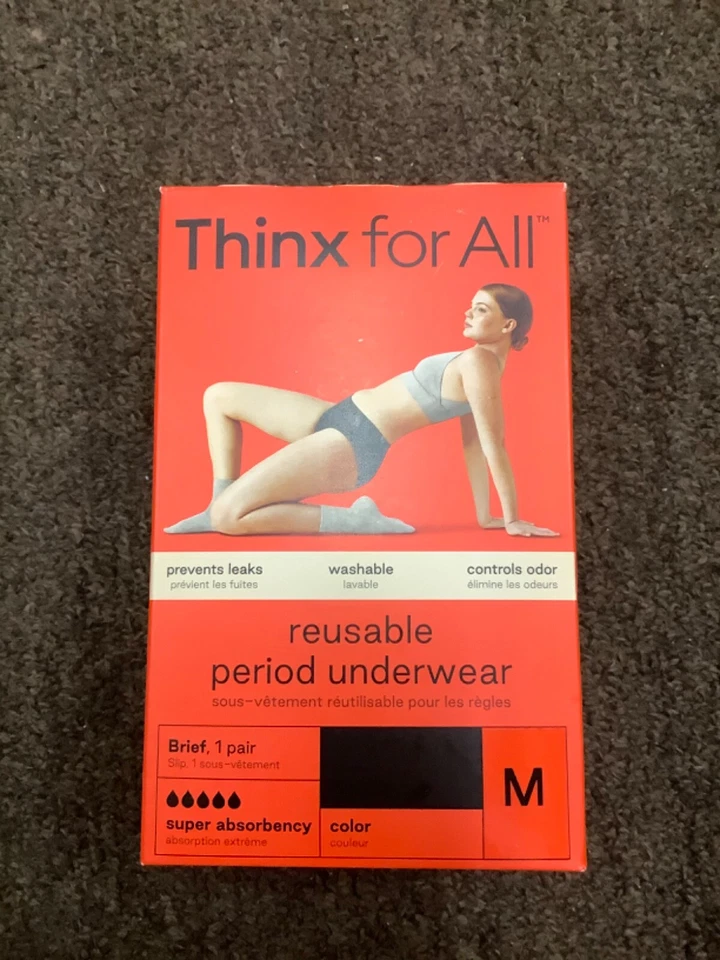 Thinx for All™
prevents leaks
prévient les fuites
washable
lavable
controls odor
élimine les odeurs
reusable
period underwear
sous-vêtement réutilisable pour les règles
Brief, 1 pair
Slip, 1 sous-vêtement
super absorbency
absorption extrême
color
couleur
M